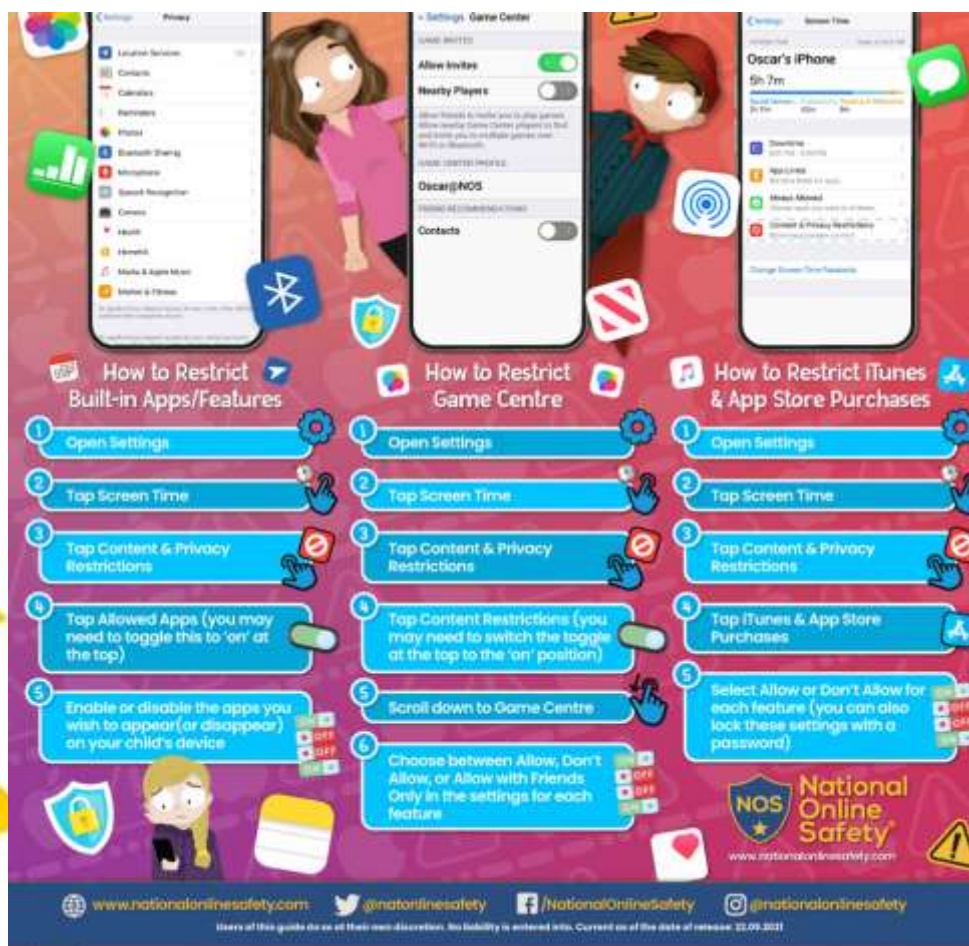 Settings
Privacy
Location Services
Contacts
Calendars
Reminders
Photos
Bluetooth Sharing
Microphone
Speech Recognition
Camera
Health
HomeKit
Media & Apple Music
Motion & Fitness
Settings Game Center
GAME INVITES
Allow Invites
Nearby Players
GAME CENTER PROFILE
Oscar@NOS
FRIEND RECOMMENDATIONS
Contacts
Settings
Screen Time
Oscar's iPhone
5h 7m
Downtime
App Limits
Always Allowed
Content & Privacy Restrictions
Change Screen Time Passcode
How to Restrict
Built-in Apps/Features
1
Open Settings
2
Tap Screen Time
3
Tap Content & Privacy
Restrictions
4
Tap Allowed Apps (you may
need to toggle this to 'on' at
the top)
5
Enable or disable the apps you
wish to appear(or disappear)
on your child's device
How to Restrict
Game Centre
1
Open Settings
2
Tap Screen Time
3
Tap Content & Privacy
Restrictions
4
Tap Content Restrictions (you
may need to switch the toggle
at the top to the 'on' position)
5
Scroll down to Game Centre
6
Choose between Allow, Don't
Allow, or Allow with Friends
Only in the settings for each
feature
How to Restrict iTunes
& App Store Purchases
1
Open Settings
2
Tap Screen Time
3
Tap Content & Privacy
Restrictions
4
Tap iTunes & App Store
Purchases
5
Select Allow or Don't Allow for
each feature (you can also
lock these settings with a
password)
NOS
National
Online
Safety
www.nationalonlinesafety.com
www.nationalonlinesafety.com
@natonlinesafety
/NationalOnlineSafety
@nationalonlinesafety
Users of this guide do so at their own discretion. No liability is entered into. Current as of the date of release: 22.09.2021